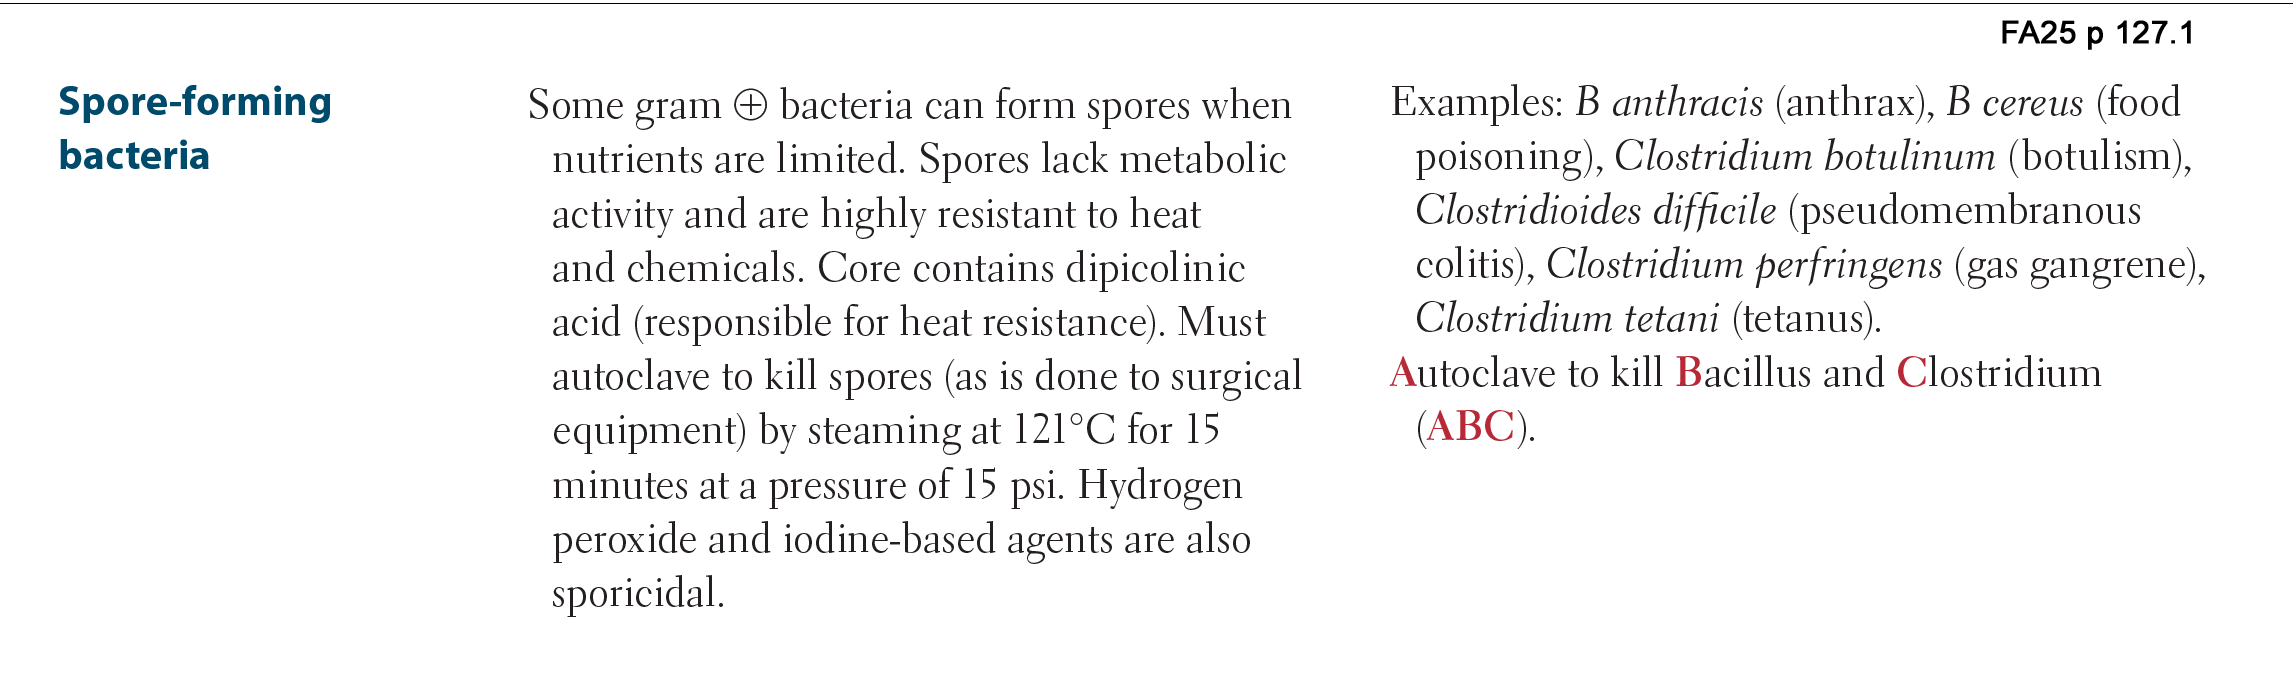 FA25 p 127.1
Spore-forming
bacteria
Some gram ⊕ bacteria can form spores when
nutrients are limited. Spores lack metabolic
activity and are highly resistant to heat
and chemicals. Core contains dipicolinic
acid (responsible for heat resistance). Must
autoclave to kill spores (as is done to surgical
equipment) by steaming at 121°C for 15
minutes at a pressure of 15 psi. Hydrogen
peroxide and iodine-based agents are also
sporicidal.
Examples: B anthracis (anthrax), B cereus (food
poisoning), Clostridium botulinum (botulism),
Clostridioides difficile (pseudomembranous
colitis), Clostridium perfringens (gas gangrene),
Clostridium tetani (tetanus).
Autoclave to kill Bacillus and Clostridium
(ABC).